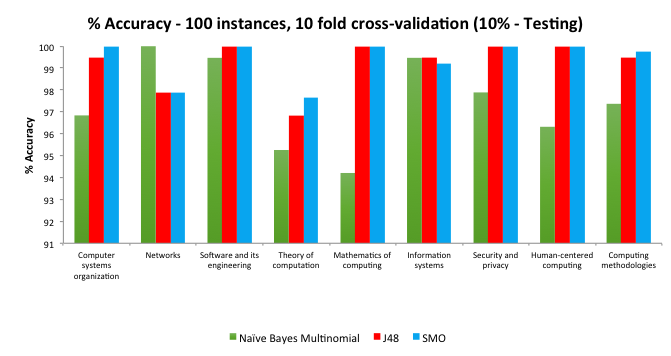 % Accuracy - 100 instances, 10 fold cross-validation (10% - Testing)
100
99
98
97
96
95
94
93
92
91
% Accuracy
Computer
systems
organization
Networks
Software and its
engineering
Theory of
computation
Mathematics of
computing
Information
systems
Security and
privacy
Human-centered
computing
Computing
methodologies
Naïve Bayes Multinomial
J48
SMO